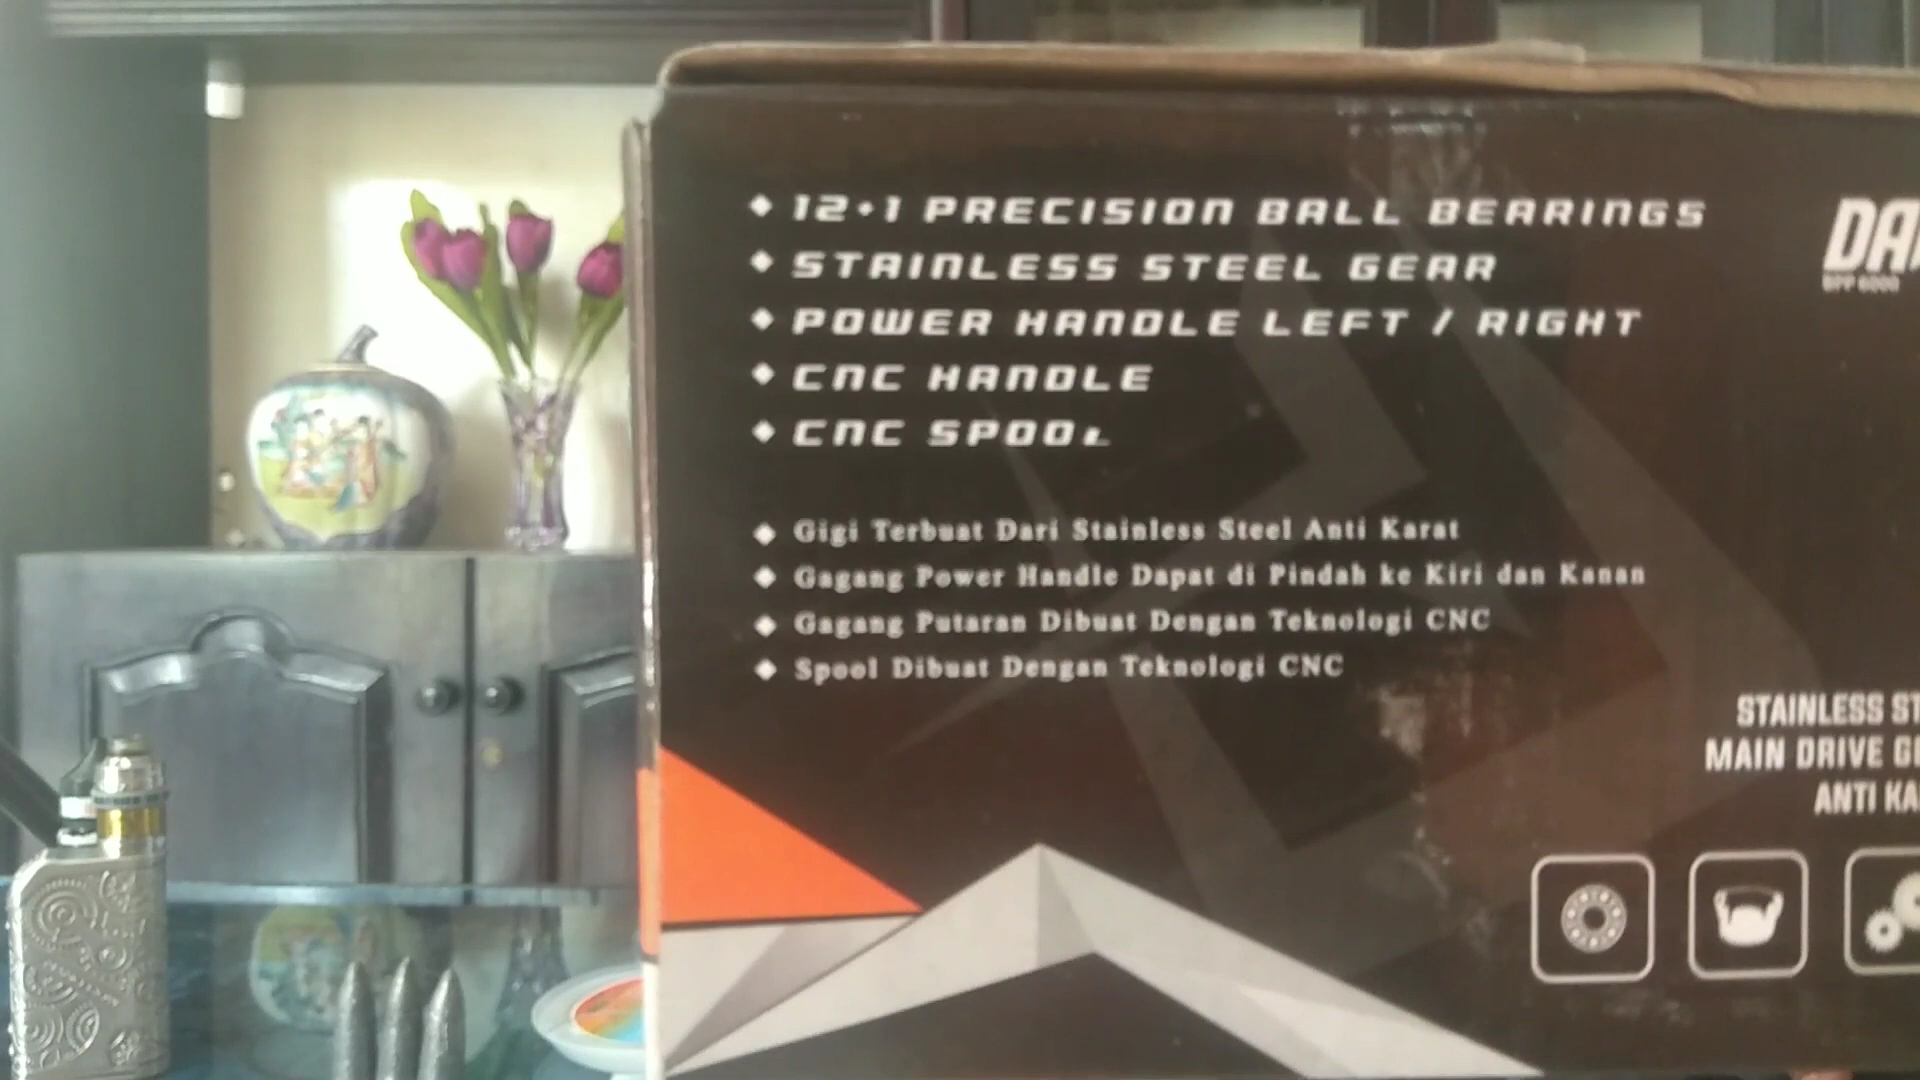 12+1 PRECISION BALL BEARINGS
STAINLESS STEEL GEAR
POWER HANDLE LEFT / RIGHT
CNC HANDLE
CNC SPOOL
Gigi Terbuat Dari Stainless Steel Anti Karat
Gagang Power Handle Dapat di Pindah ke Kiri dan Kanan
Gagang Putaran Dibuat Dengan Teknologi CNC
Spool Dibuat Dengan Teknologi CNC
STAINLESS
MAIN DRIVE
ANTI